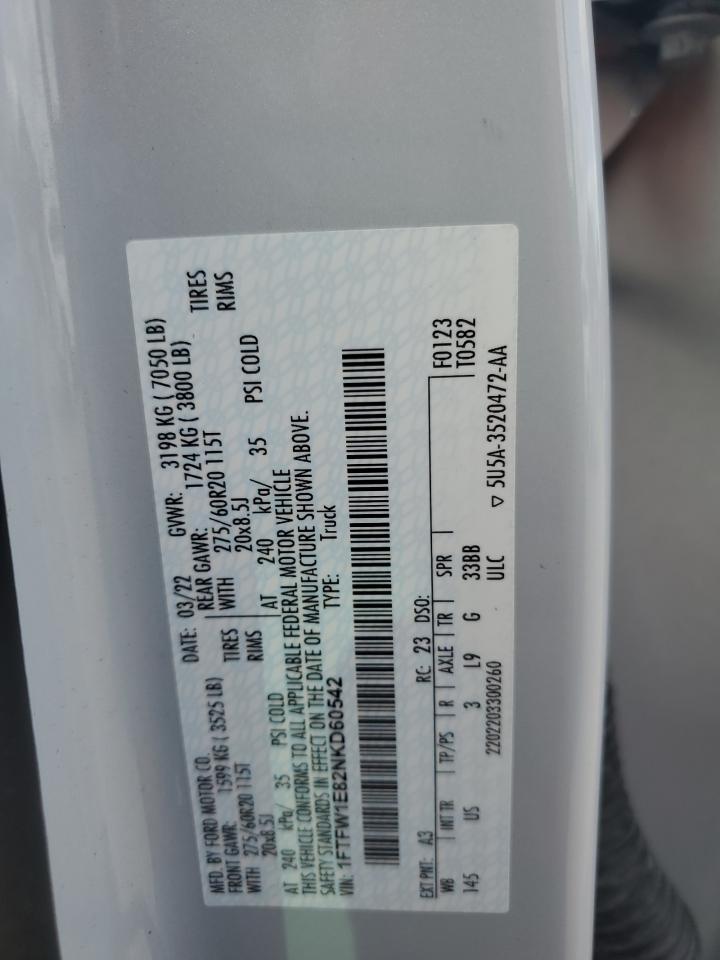 MFD. BY FORD MOTOR CO. DATE: 03/22 GVWR: 3198 KG ( 7050 LB)
FRONT GAWR: 1599 KG ( 3525 LB) REAR GAWR: 1724 KG ( 3800 LB)
WITH 275/60R20 115T TIRES WITH 275/60R20 115T TIRES
20x8.5J RIMS 20x8.5J RIMS
AT 240 kPa/ 35 PSI COLD AT 240 kPa/ 35 PSI COLD
THIS VEHICLE CONFORMS TO ALL APPLICABLE FEDERAL MOTOR VEHICLE
SAFETY STANDARDS IN EFFECT ON THE DATE OF MANUFACTURE SHOWN ABOVE.
VIN: 1FTFW1E82NKD60542 TYPE: Truck
EXT PNT: A3 RC: 23 DSO: F0123
WB INT TR TP/PS R AXLE TR SPR T0582
145 US 3 L9 G 33BB
2202203300260 ULC ▽ 5U5A-3520472-AA